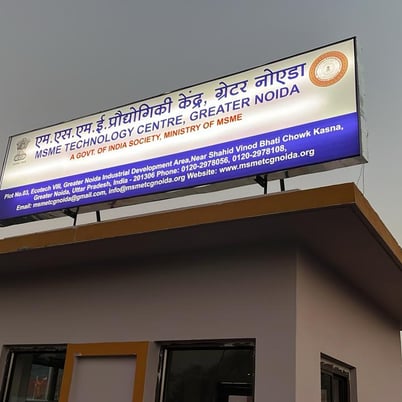 एम.एस.एम.ई.प्रौद्योगिकी केंद्र, ग्रेटर नोएडा
MSME TECHNOLOGY CENTRE, GREATER NOIDA
A GOVT. OF INDIA SOCIETY, MINISTRY OF MSME
Plot No.83, Ecotech VIII, Greater Noida Industrial Development Area,Near Shahid Vinod Bhati Chowk Kasna,
Greater Noida, Uttar Pradesh, India - 201306 Phone: 0120-2978056, 0120-2978108,
Email: msmetcgnoida@gmail.com, info@msmetcgnoida.org Website: www.msmetcgnoida.org